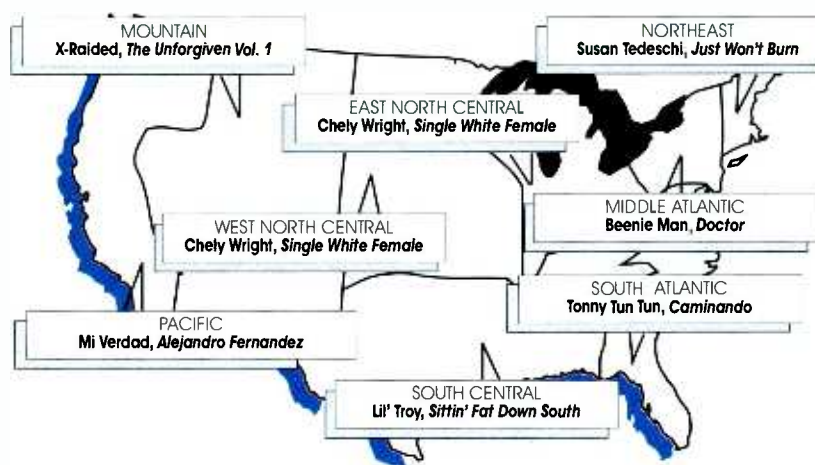 MOUNTAIN
X-Raided, The Unforgiven Vol. 1
NORTHEAST
Susan Tedeschi, Just Won't Burn
EAST NORTH CENTRAL
Chely Wright, Single White Female
WEST NORTH CENTRAL
Chely Wright, Single White Female
MIDDLE ATLANTIC
Beenie Man, Doctor
SOUTH ATLANTIC
Tonny Tun Tun, Caminando
PACIFIC
Mi Verdad, Alejandro Fernandez
SOUTH CENTRAL
Lil' Troy, Sittin' Fat Down South